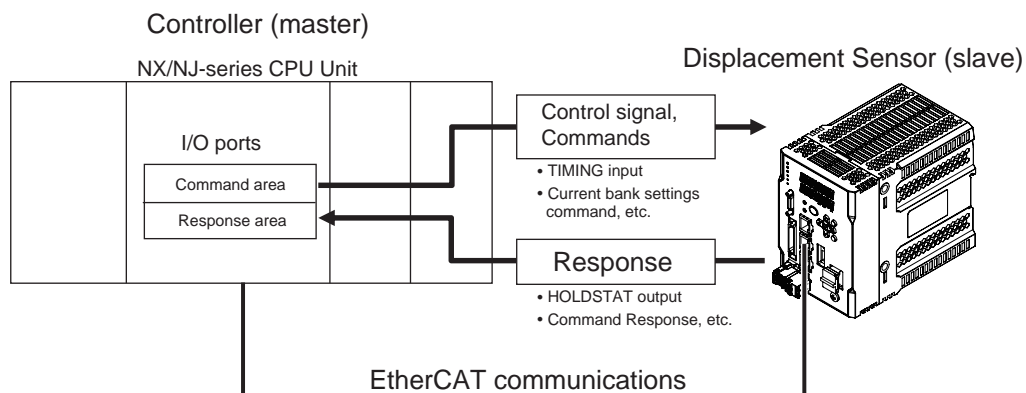 Controller (master)
NX/NJ-series CPU Unit
Displacement Sensor (slave)
I/O ports
Command area
Response area
Control signal,
Commands
• TIMING input
• Current bank settings
command, etc.
Response
• HOLDSTAT output
• Command Response, etc.
EtherCAT communications